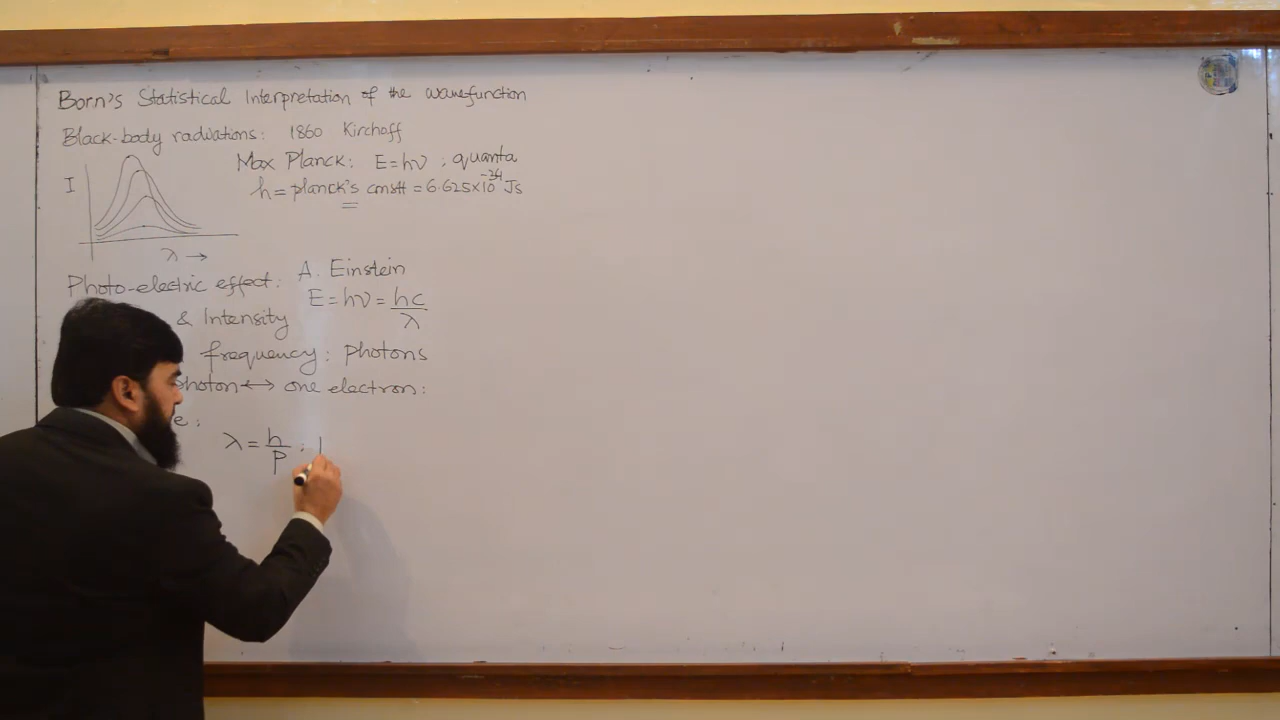 Born's Statistical Interpretation of the wavefunction
Black-body radiations: 1860 Kirchoff
Max Planck: E=hν ; quanta
h = planck's constt = 6.625×10⁻³⁴ Js
I
λ →
Photo-electric effect: A. Einstein
E = hν = hc/λ
& Intensity
frequency: photons
photon ↔ one electron:
e:
λ = h/p ;